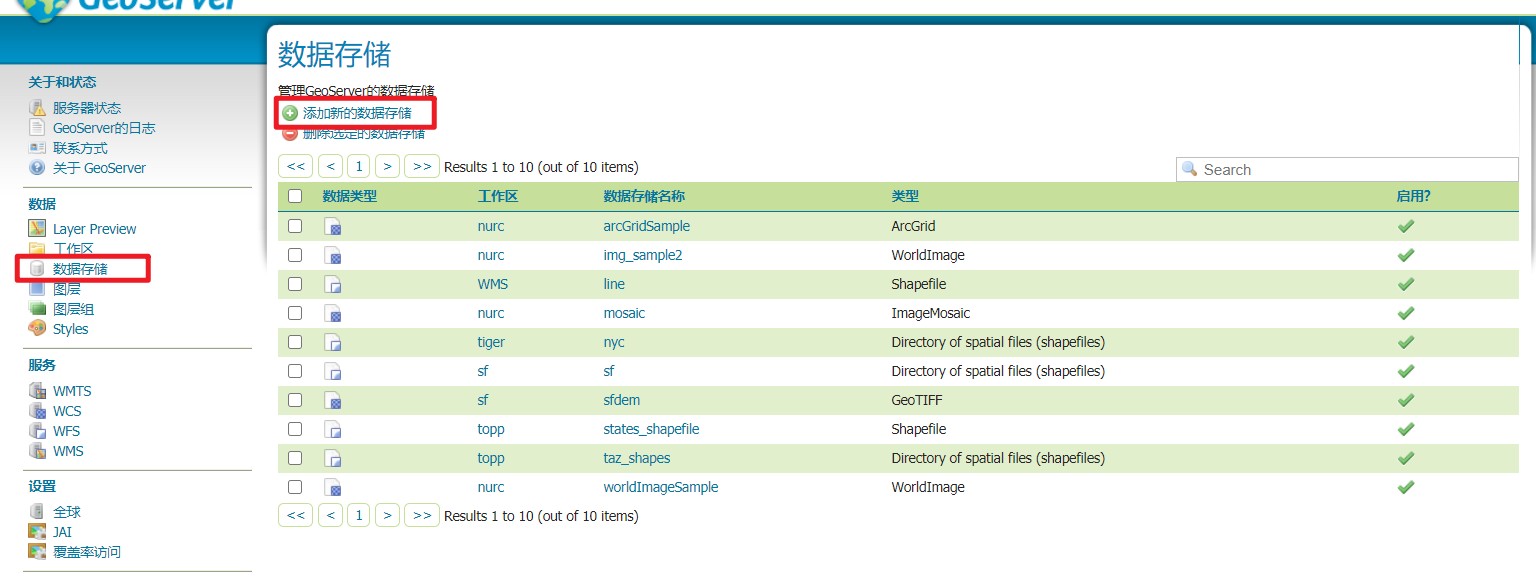 GeoServer
数据存储
管理GeoServer的数据存储
添加新的数据存储
删除选定的数据存储
<< < 1 > >> Results 1 to 10 (out of 10 items)
Search
数据类型 工作区 数据存储名称 类型 启用?
nurc arcGridSample ArcGrid
nurc img_sample2 WorldImage
WMS line Shapefile
nurc mosaic ImageMosaic
tiger nyc Directory of spatial files (shapefiles)
sf sf Directory of spatial files (shapefiles)
sf sfdem GeoTIFF
topp states_shapefile Shapefile
topp taz_shapes Directory of spatial files (shapefiles)
nurc worldImageSample WorldImage
<< < 1 > >> Results 1 to 10 (out of 10 items)
关于和状态
服务器状态
GeoServer的日志
联系方式
关于 GeoServer
数据
Layer Preview
工作区
数据存储
图层
图层组
Styles
服务
WMTS
WCS
WFS
WMS
设置
全球
JAI
覆盖率访问